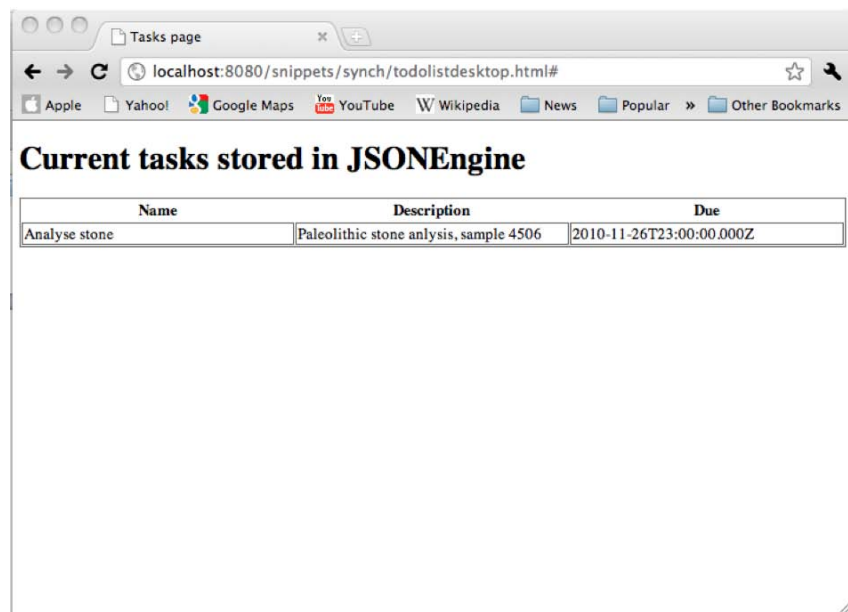 Tasks page
localhost:8080/snippets/synch/todolistdesktop.html#
Apple Yahoo! Google Maps You Tube YouTube W Wikipedia News Popular » Other Bookmarks
Current tasks stored in JSONEngine
Name Description Due
Analyse stone Paleolithic stone anlysis, sample 4506 2010-11-26T23:00:00.000Z